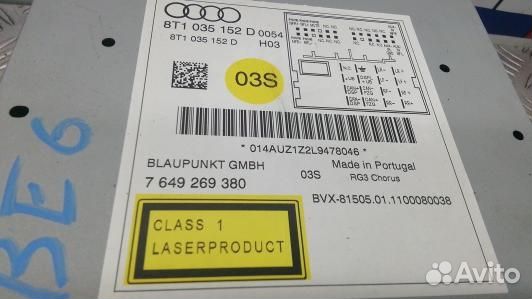 8T1 035 152 D 0054
8T1 035 152 D H03
03S
* 014AUZ1Z2L9478046 *
BLAUPUNKT GMBH
03S
Made in Portugal
RG3 Chorus
7 649 269 380
BVX-81505.01.1100080038
CLASS 1
LASERPRODUCT
BE6
Avito